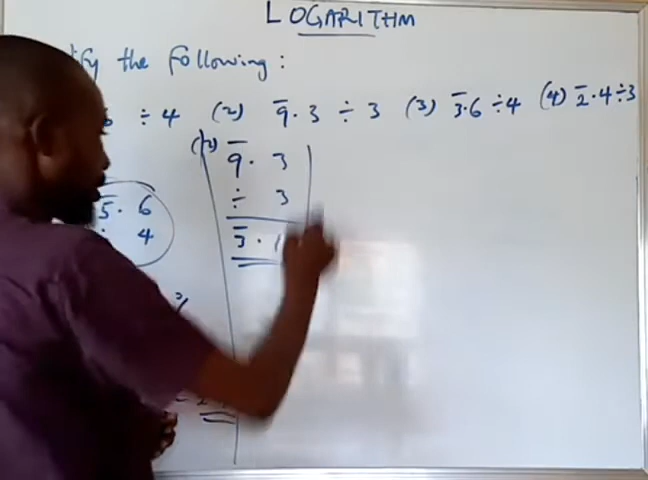 LOGARITHM
the following:
÷ 4 (2) 9̅.3 ÷ 3 (3) 3̅.6 ÷ 4 (4) 2̅.4 ÷ 3
(2) 9̅. 3
÷ 3
3̅. 1
5̅. 6
4